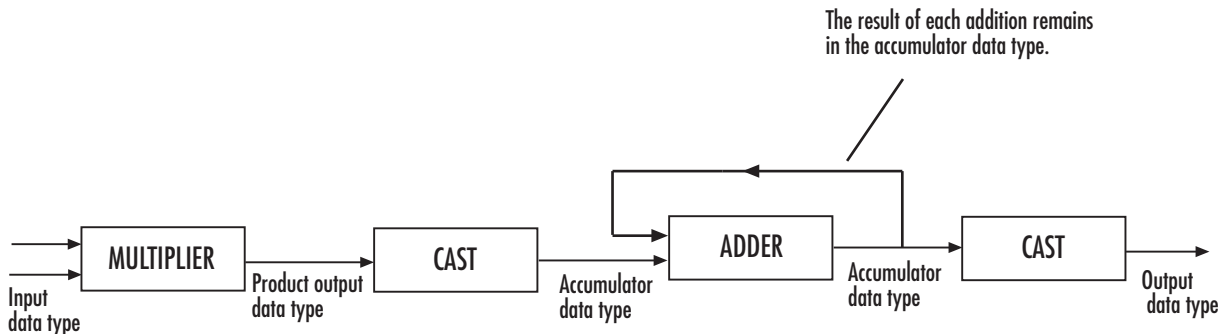 The result of each addition remains
in the accumulator data type.
MULTIPLIER
CAST
ADDER
CAST
Input
data type
Product output
data type
Accumulator
data type
Accumulator
data type
Output
data type